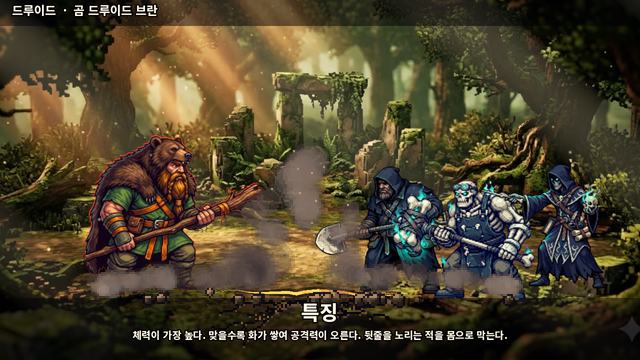 드루이드 · 곰 드루이드 브란
특징
체력이 가장 높다. 맞을수록 화가 쌓여 공격력이 오른다. 뒷줄을 노리는 적을 몸으로 막는다.